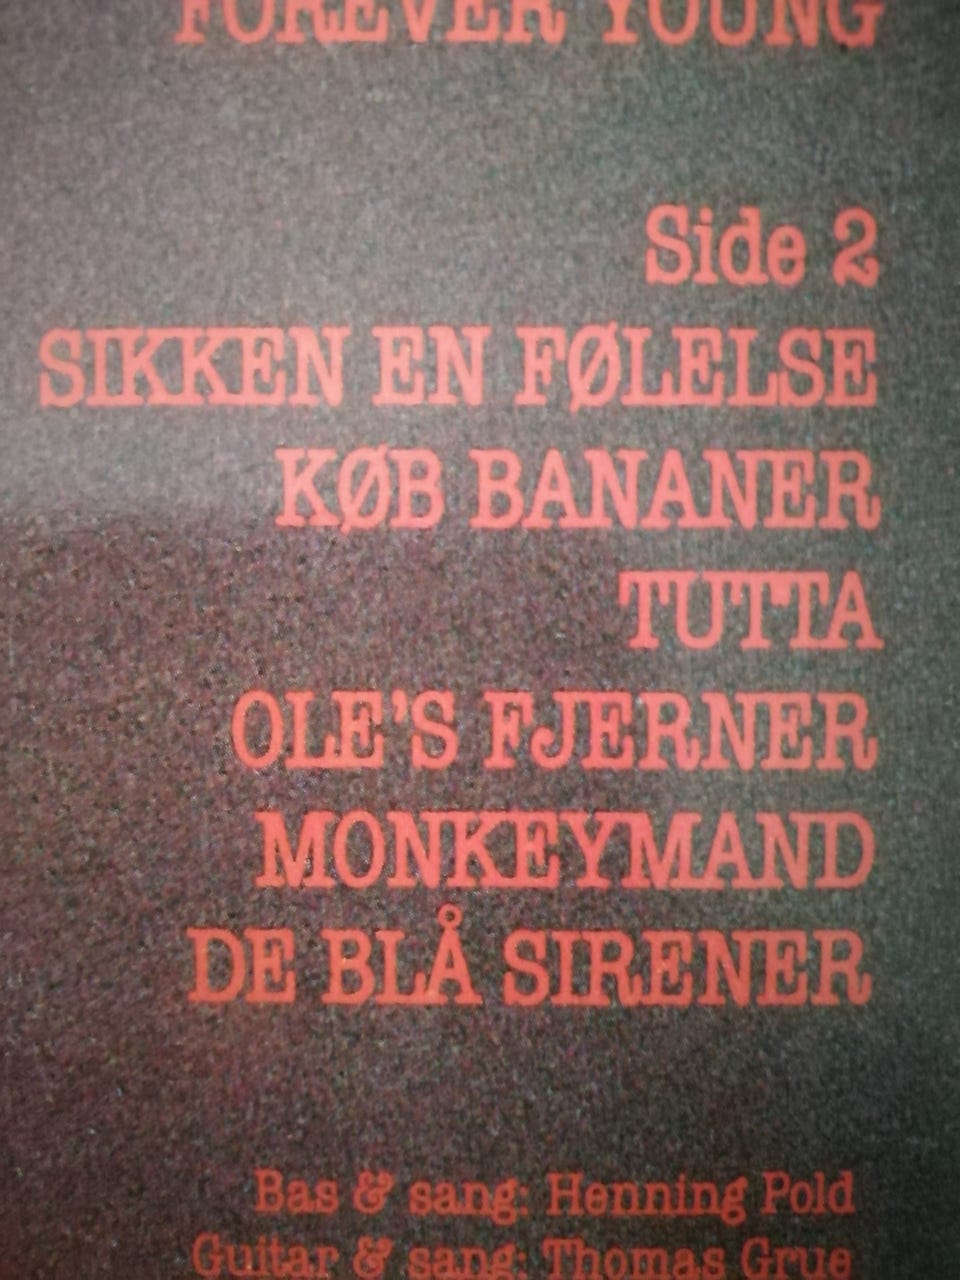 FOREVER YOUNG
Side 2
SIKKEN EN FØLELSE
KØB BANANER
TUTTA
OLE'S FJERNER
MONKEYMAND
DE BLÅ SIRENER
Bas & sang: Henning Pold
Guitar & sang: Thomas Grue